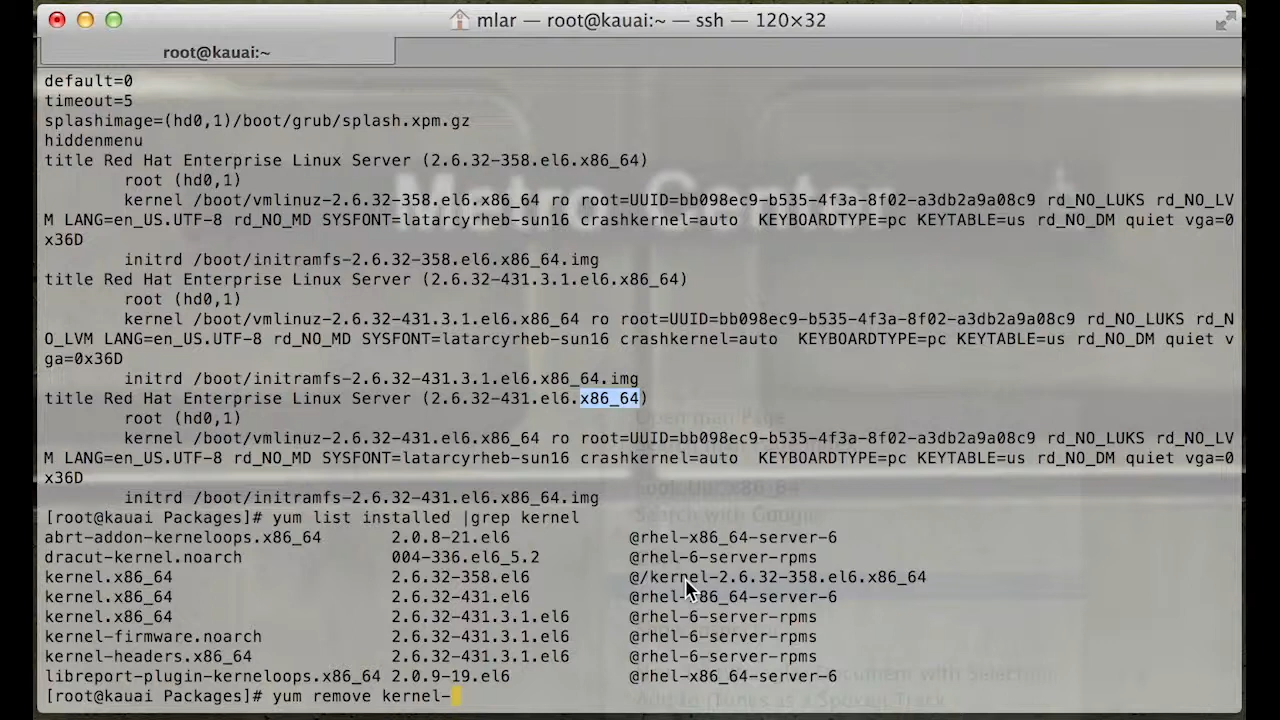 mlar — root@kauai:~ — ssh — 120×32
root@kauai:~
default=0
timeout=5
splashimage=(hd0,1)/boot/grub/splash.xpm.gz
hiddenmenu
title Red Hat Enterprise Linux Server (2.6.32-358.el6.x86_64)
root (hd0,1)
kernel /boot/vmlinuz-2.6.32-358.el6.x86_64 ro root=UUID=bb098ec9-b535-4f3a-8f02-a3db2a9a08c9 rd_NO_LUKS rd_NO_LV
M LANG=en_US.UTF-8 rd_NO_MD SYSFONT=latarcyrheb-sun16 crashkernel=auto  KEYBOARDTYPE=pc KEYTABLE=us rd_NO_DM quiet vga=0
x36D
initrd /boot/initramfs-2.6.32-358.el6.x86_64.img
title Red Hat Enterprise Linux Server (2.6.32-431.3.1.el6.x86_64)
root (hd0,1)
kernel /boot/vmlinuz-2.6.32-431.3.1.el6.x86_64 ro root=UUID=bb098ec9-b535-4f3a-8f02-a3db2a9a08c9 rd_NO_LUKS rd_N
O_LVM LANG=en_US.UTF-8 rd_NO_MD SYSFONT=latarcyrheb-sun16 crashkernel=auto  KEYBOARDTYPE=pc KEYTABLE=us rd_NO_DM quiet v
ga=0x36D
initrd /boot/initramfs-2.6.32-431.3.1.el6.x86_64.img
title Red Hat Enterprise Linux Server (2.6.32-431.el6.x86_64)
root (hd0,1)
kernel /boot/vmlinuz-2.6.32-431.el6.x86_64 ro root=UUID=bb098ec9-b535-4f3a-8f02-a3db2a9a08c9 rd_NO_LUKS rd_NO_LV
M LANG=en_US.UTF-8 rd_NO_MD SYSFONT=latarcyrheb-sun16 crashkernel=auto  KEYBOARDTYPE=pc KEYTABLE=us rd_NO_DM quiet vga=0
x36D
initrd /boot/initramfs-2.6.32-431.el6.x86_64.img
[root@kauai Packages]# yum list installed |grep kernel
abrt-addon-kerneloops.x86_64 2.0.8-21.el6 @rhel-x86_64-server-6
dracut-kernel.noarch 004-336.el6_5.2 @rhel-6-server-rpms
kernel.x86_64 2.6.32-358.el6 @/kernel-2.6.32-358.el6.x86_64
kernel.x86_64 2.6.32-431.el6 @rhel-x86_64-server-6
kernel.x86_64 2.6.32-431.3.1.el6 @rhel-6-server-rpms
kernel-firmware.noarch 2.6.32-431.3.1.el6 @rhel-6-server-rpms
kernel-headers.x86_64 2.6.32-431.3.1.el6 @rhel-6-server-rpms
libreport-plugin-kerneloops.x86_64 2.0.9-19.el6 @rhel-x86_64-server-6
[root@kauai Packages]# yum remove kernel-
Metro Center
Open man Page
Search with Google
Add to iTunes as a Spoken Track